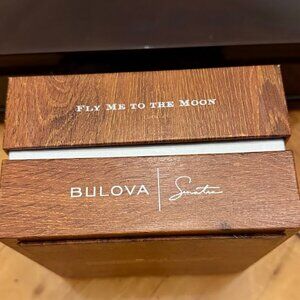 FLY ME TO THE MOON
BULOVA | Sinatra